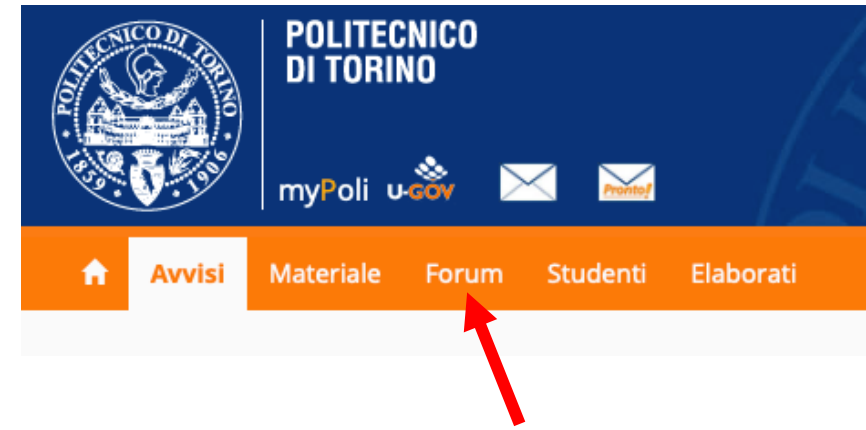 POLITECNICO DI TORINO
1859
1906
POLITECNICO
DI TORINO
myPoli U-GOV Pronto!
Avvisi Materiale Forum Studenti Elaborati